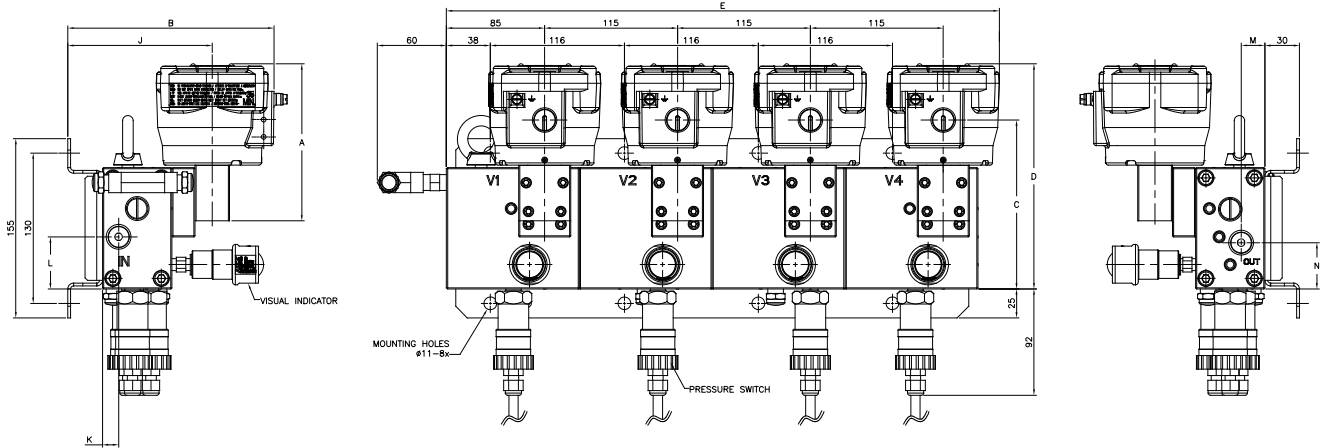 B
J
A
155
130
L
IN
VISUAL INDICATOR
K
E
85
115
115
115
60
38
116
116
116
V1
V2
V3
V4
D
C
25
92
MOUNTING HOLES
ø11-8x
PRESSURE SWITCH
M
30
OUT
N